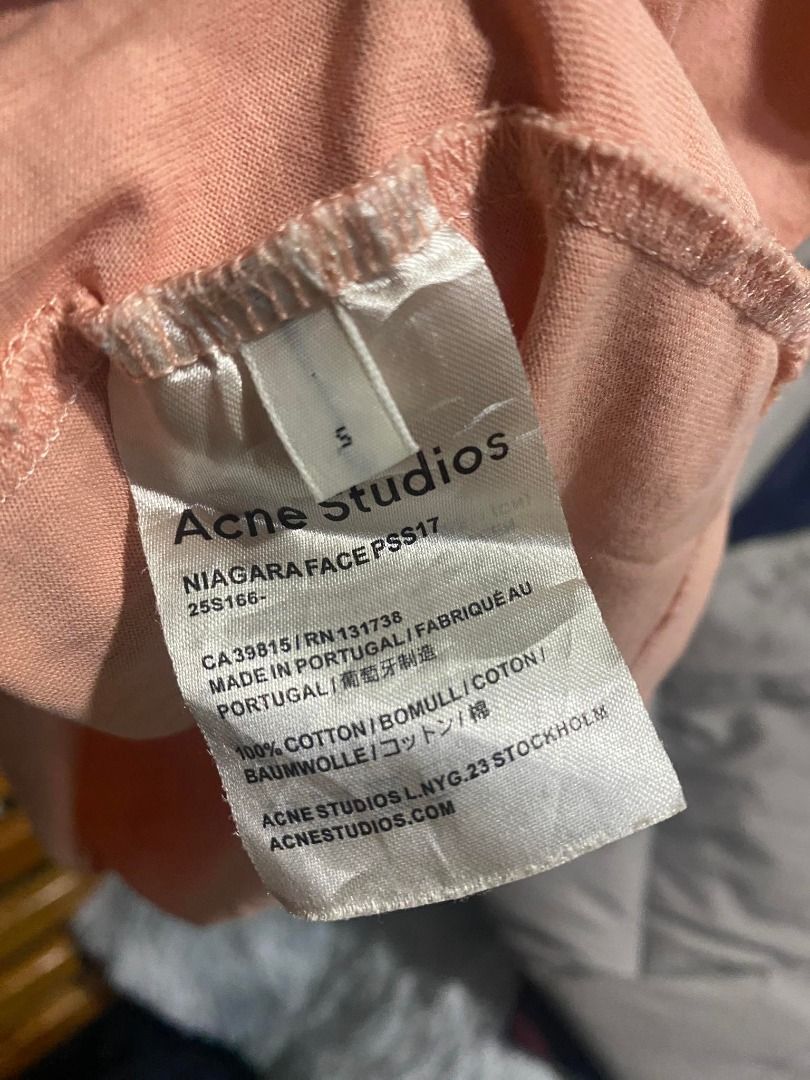 S
Acne Studios
NIAGARA FACE PSS17
25S166-
CA 39815 / RN 131738
MADE IN PORTUGAL / FABRIQUÉ AU
PORTUGAL / 葡萄牙制造
100% COTTON / BOMULL / COTON /
BAUMWOLLE / コットン / 棉
ACNE STUDIOS L.NYG.23 STOCKHOLM
ACNESTUDIOS.COM